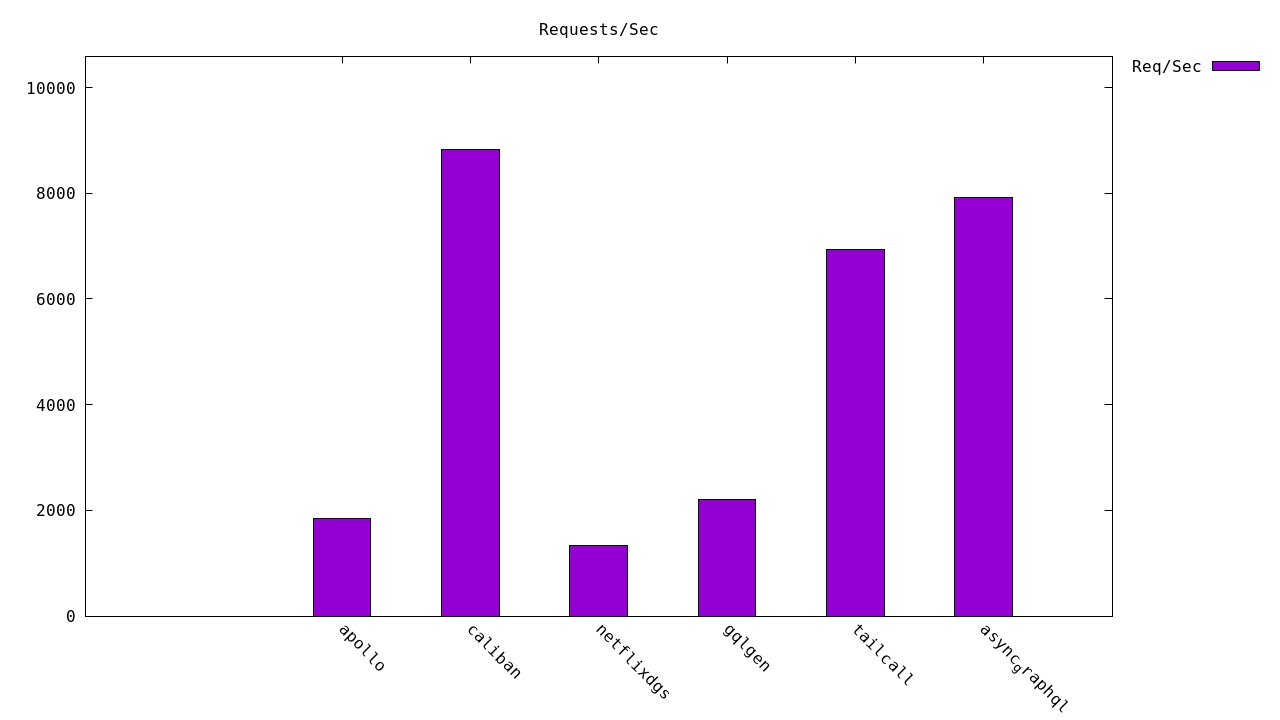 Requests/Sec
Req/Sec
10000
8000
6000
4000
2000
0
apollo
caliban
netflixdgs
gqlgen
tailcall
async_graphql